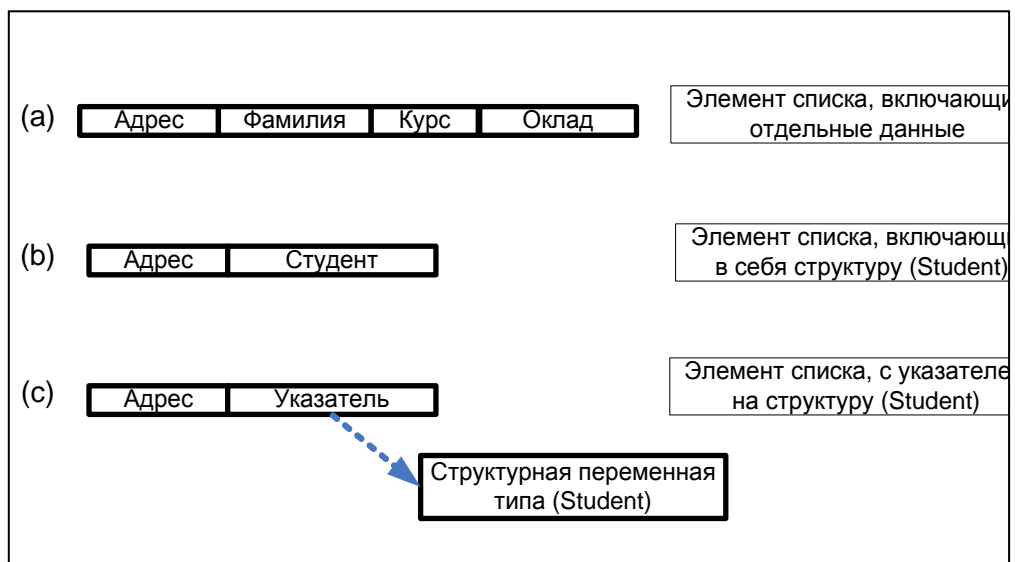 (a) Адрес Фамилия Курс Оклад
Элемент списка, включающи
отдельные данные
(b) Адрес Студент
Элемент списка, включающи
в себя структуру (Student)
(c) Адрес Указатель
Элемент списка, с указателе
на структуру (Student)
Структурная переменная
типа (Student)